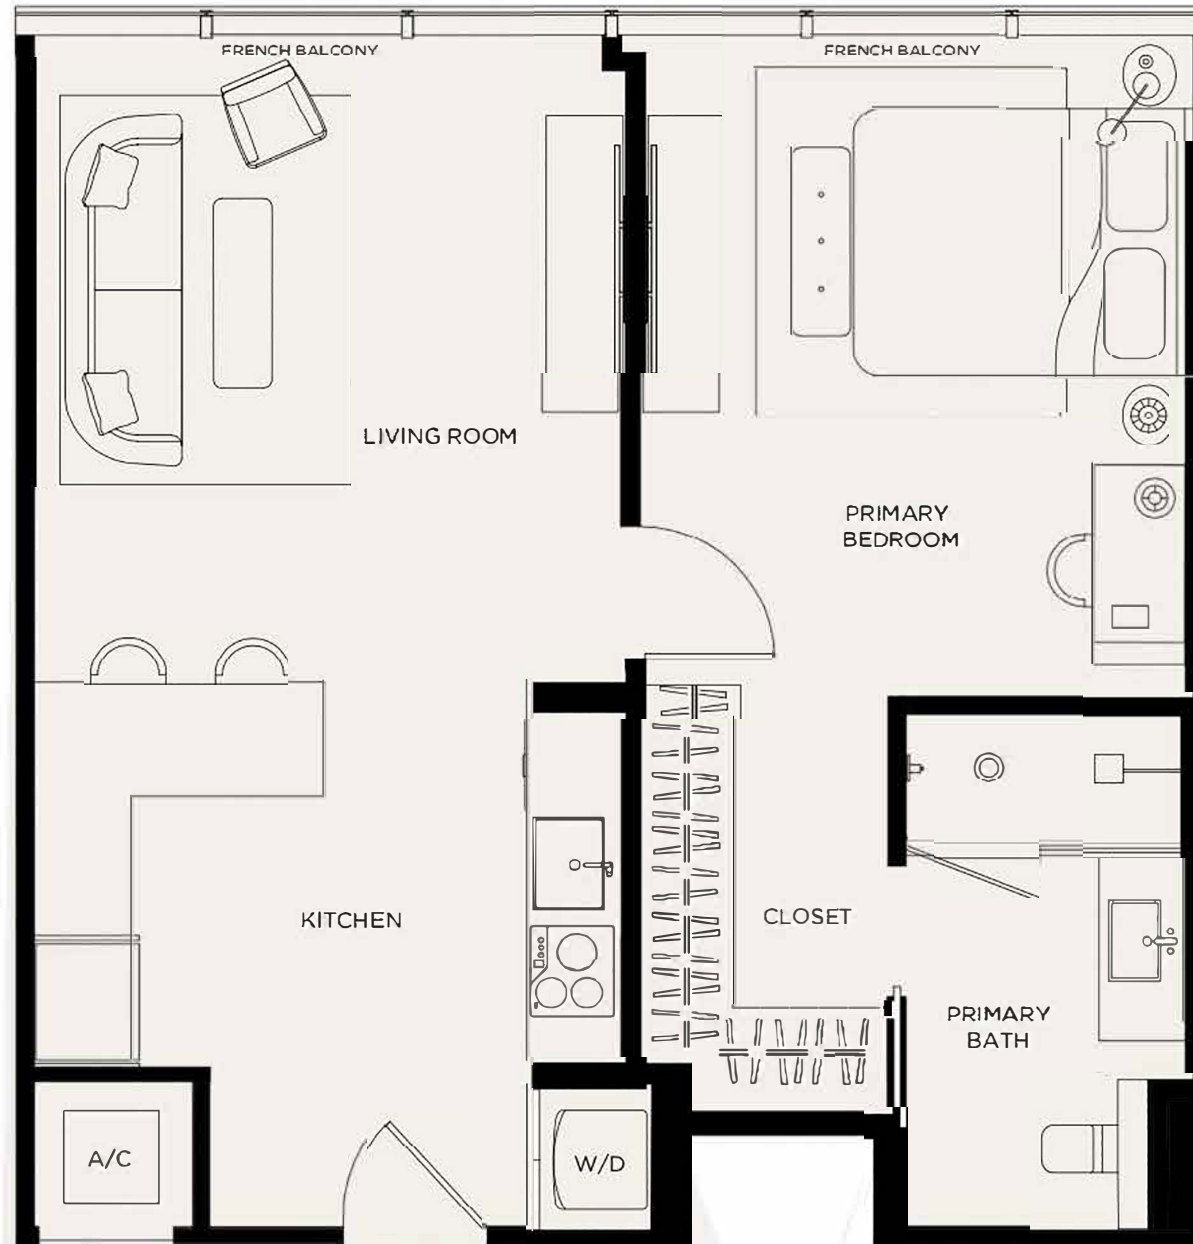 FRENCH BALCONY
FRENCH BALCONY
LIVING ROOM
PRIMARY
BEDROOM
KITCHEN
CLOSET
PRIMARY
BATH
A/C
W/D